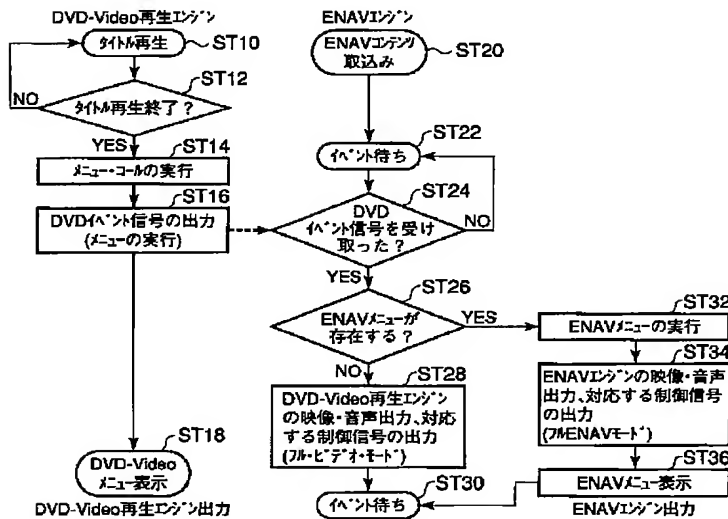 DVD-Video再生エンジン
タイトル再生
ST10
ST12
NO
タイトル再生終了？
YES
ST14
メニュー・コールの実行
ST16
DVDイベント信号の出力
(メニューの実行)
ST18
DVD-Video
メニュー表示
DVD-Video再生エンジン出力
ENAVエンジン
ENAVコンテンツ
取込み
ST20
ST22
イベント待ち
ST24
DVD
イベント信号を受け
取った？
NO
YES
ST26
ENAVメニューが
存在する？
YES
NO
ST28
DVD-Video再生エンジン
の映像・音声出力、対応
する制御信号の出力
(フル・ビデオ・モード)
ST30
イベント待ち
ST32
ENAVメニューの実行
ST34
ENAVエンジンの映像・音声
出力、対応する制御信号
の出力
(フルENAVモード)
ST36
ENAVメニュー表示
ENAVエンジン出力